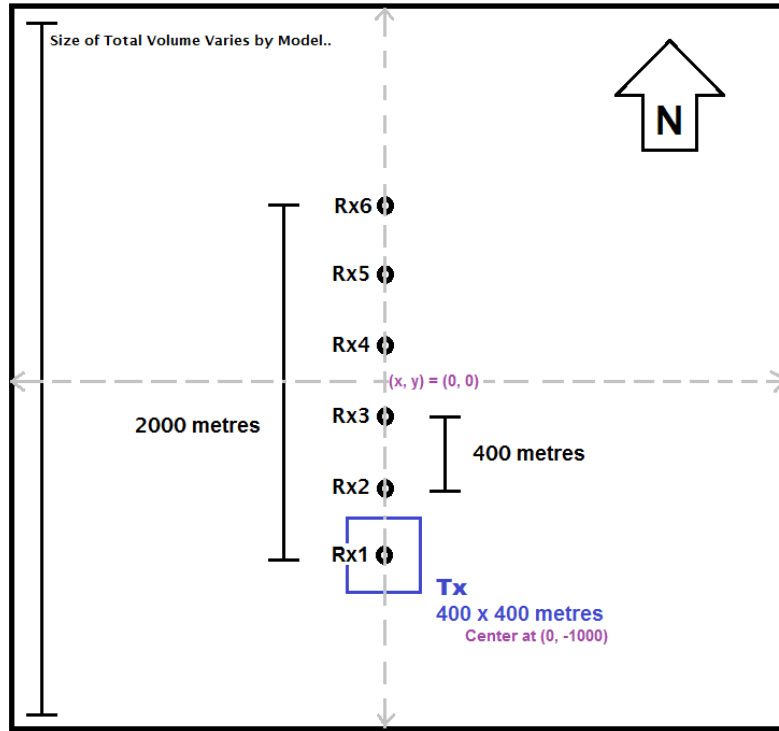 Size of Total Volume Varies by Model..
N
Rx6
Rx5
Rx4
(x, y) = (0, 0)
Rx3
2000 metres
400 metres
Rx2
Rx1
Tx
400 x 400 metres
Center at (0, -1000)